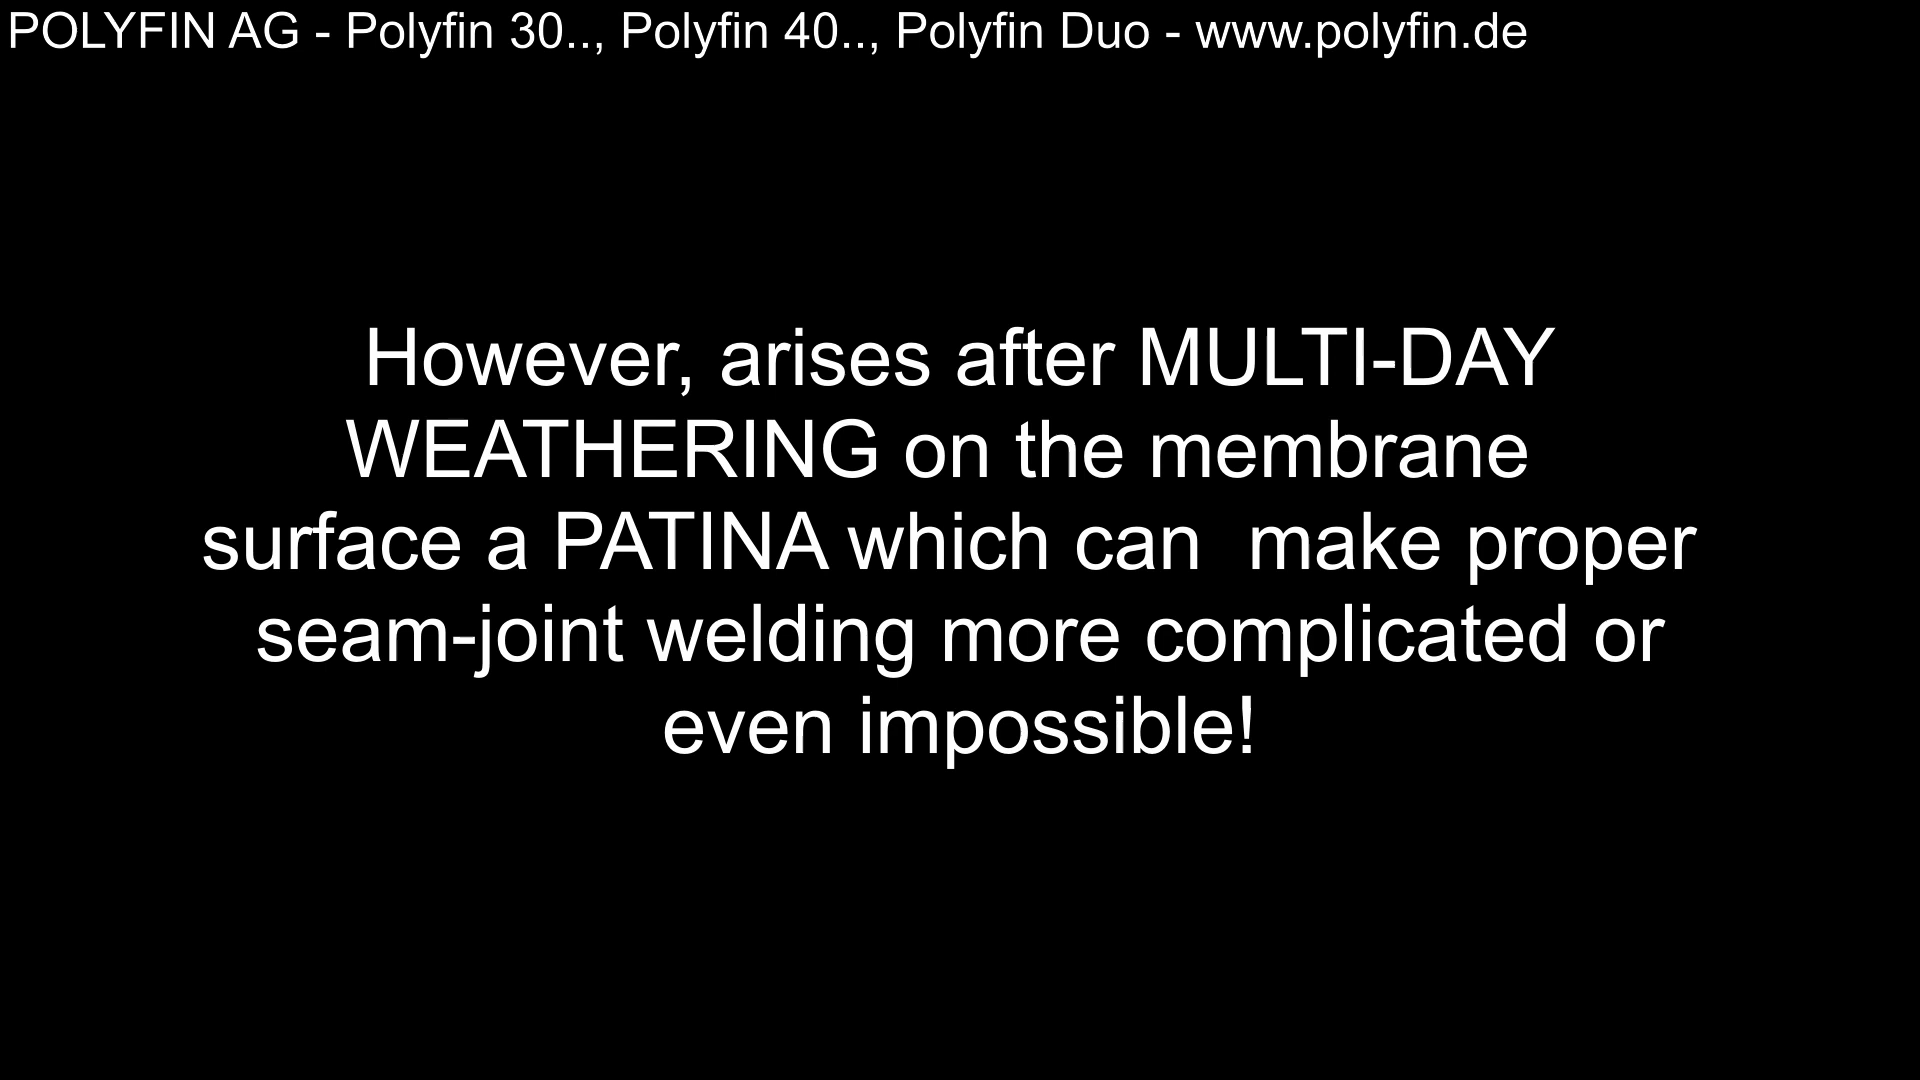 POLYFIN AG - Polyfin 30.., Polyfin 40.., Polyfin Duo - www.polyfin.de
However, arises after MULTI-DAY
WEATHERING on the membrane
surface a PATINA which can  make proper
seam-joint welding more complicated or
even impossible!